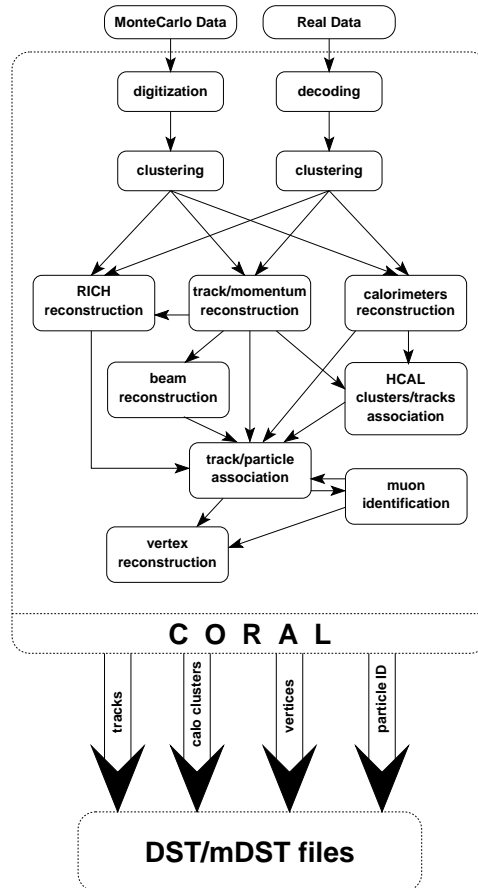 MonteCarlo Data
Real Data
digitization
decoding
clustering
clustering
RICH
reconstruction
track/momentum
reconstruction
calorimeters
reconstruction
beam
reconstruction
HCAL
clusters/tracks
association
track/particle
association
muon
identification
vertex
reconstruction
C O R A L
tracks
calo clusters
vertices
particle ID
DST/mDST files